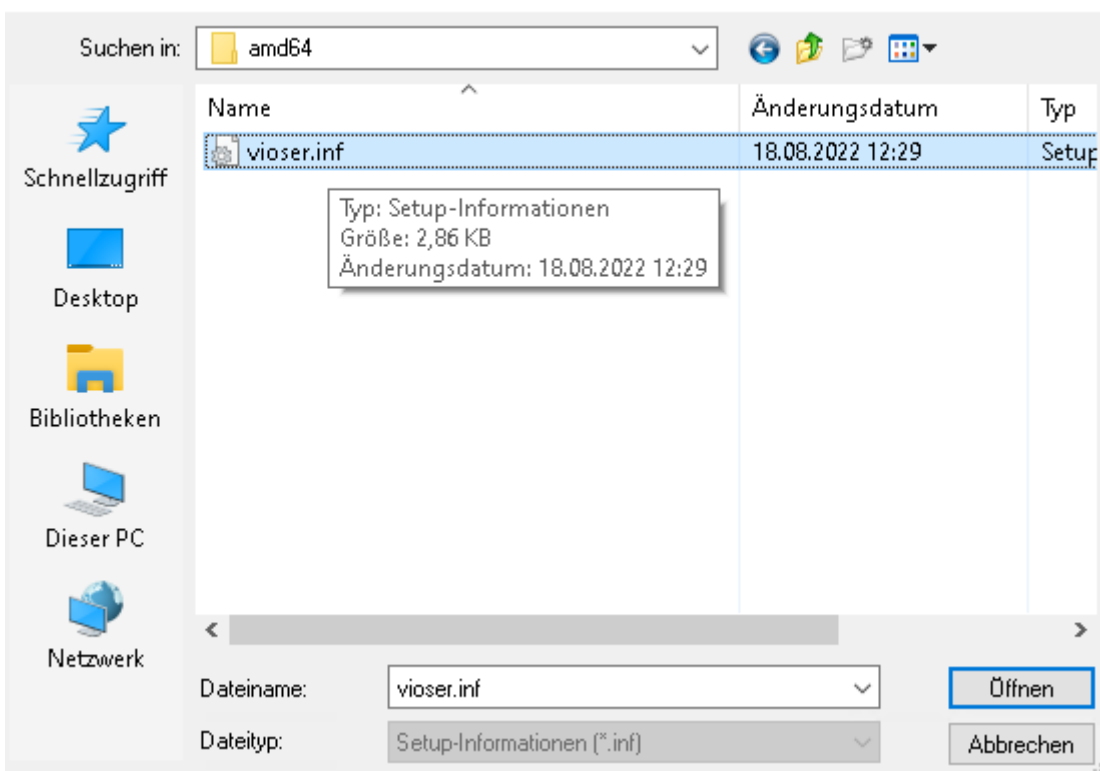 Suchen in: amd64
Name Änderungsdatum Typ
vioser.inf 18.08.2022 12:29 Setup
Typ: Setup-Informationen
Größe: 2,86 KB
Änderungsdatum: 18.08.2022 12:29
Schnellzugriff
Desktop
Bibliotheken
Dieser PC
Netzwerk
Dateiname: vioser.inf Öffnen
Dateityp: Setup-Informationen (*.inf) Abbrechen